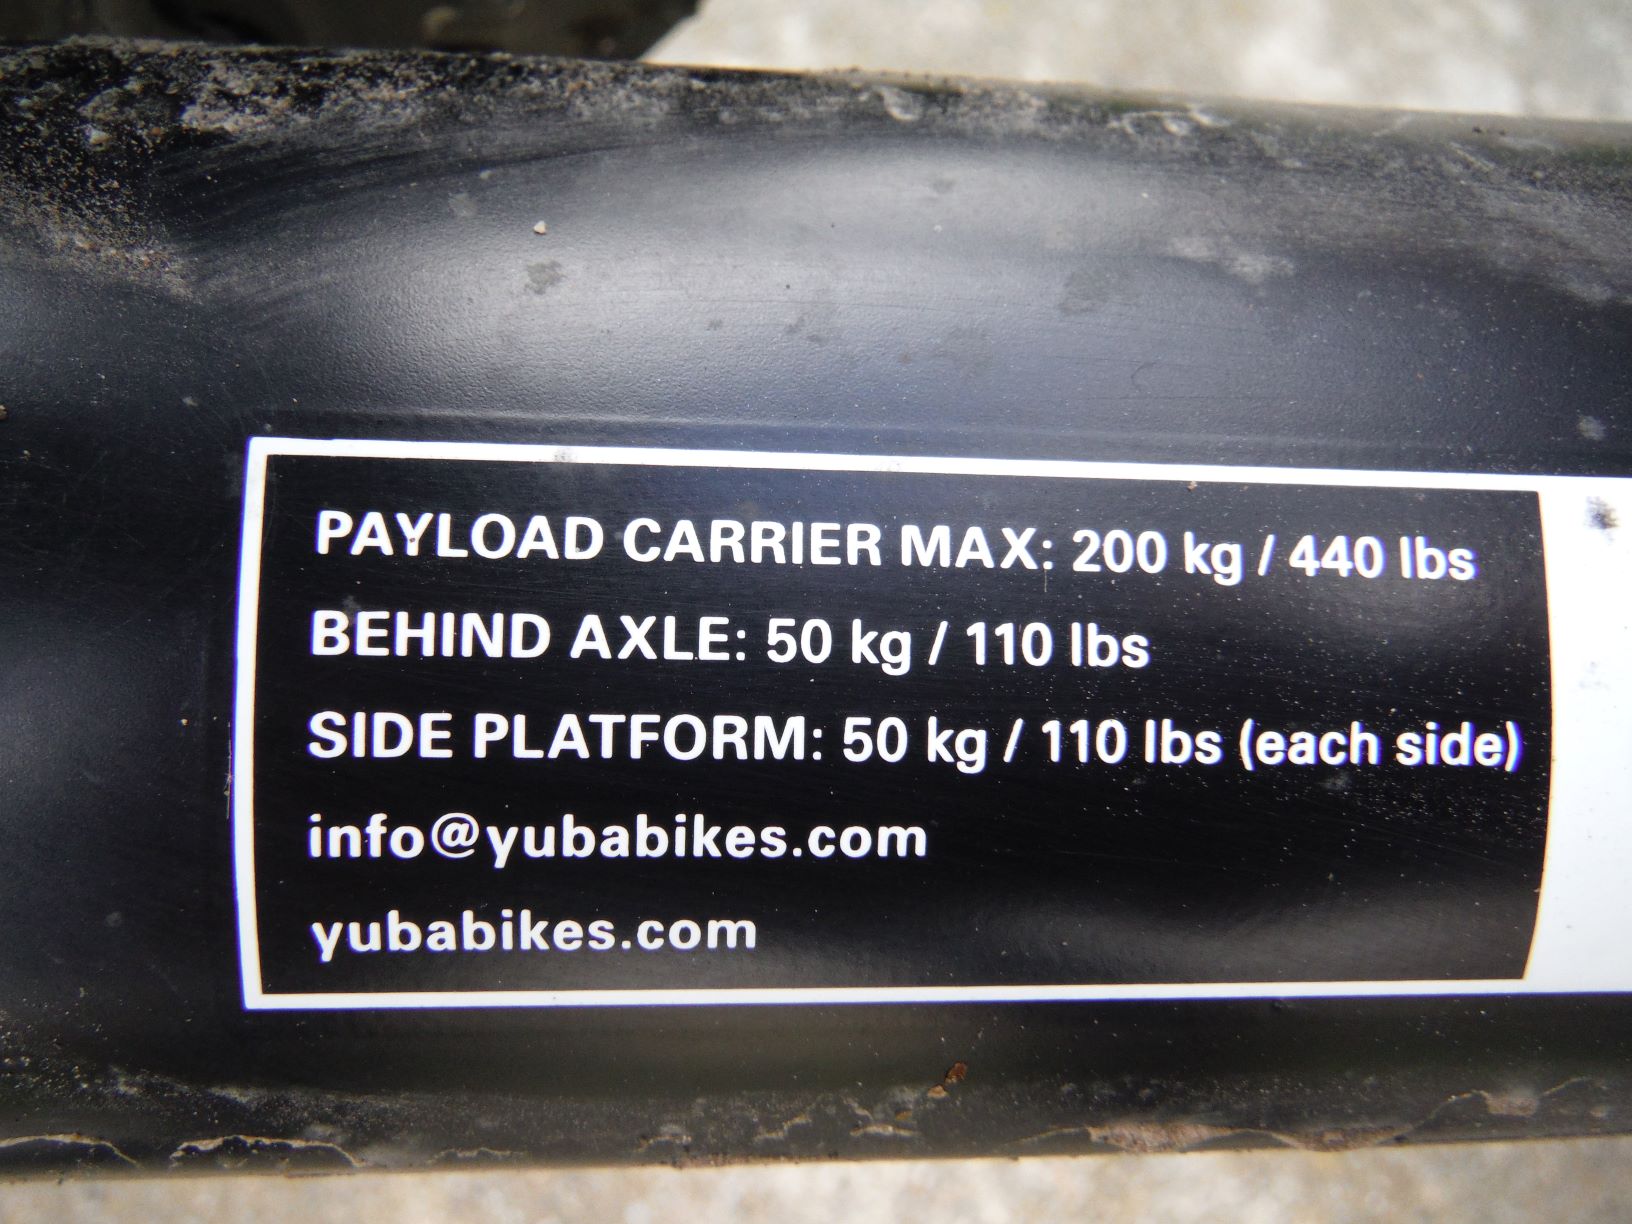 PAYLOAD CARRIER MAX: 200 kg / 440 lbs
BEHIND AXLE: 50 kg / 110 lbs
SIDE PLATFORM: 50 kg / 110 lbs (each side)
info@yubabikes.com
yubabikes.com